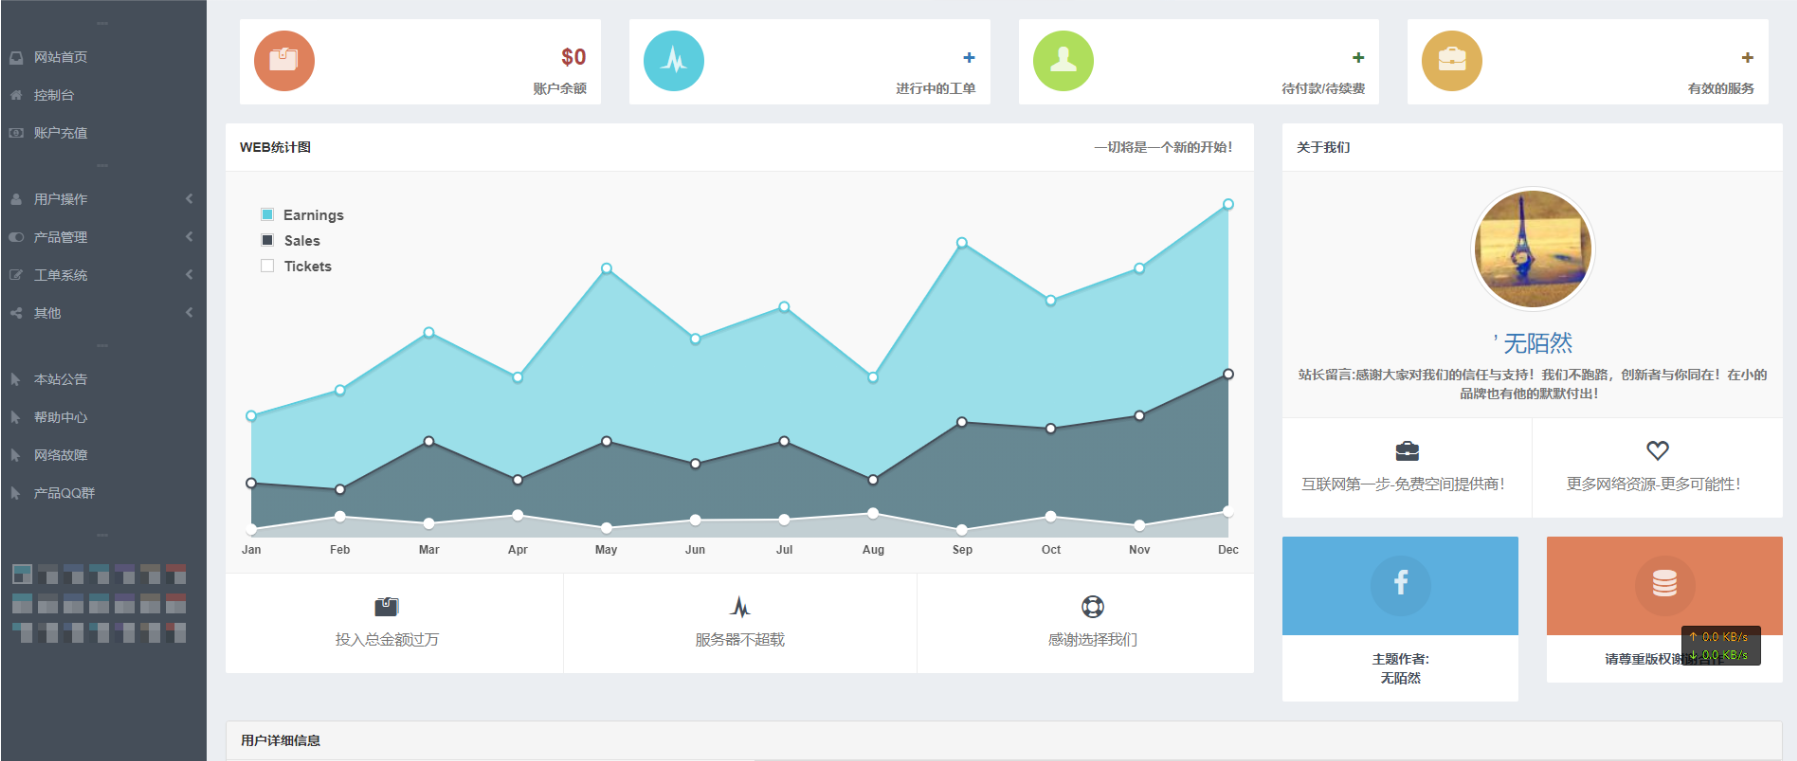 网站首页
控制台
账户充值
用户操作
产品管理
工单系统
其他
本站公告
帮助中心
网络故障
产品QQ群
$0
账户余额
+
进行中的工单
+
待付款/待续费
+
有效的服务
WEB统计图
一切将是一个新的开始！
Earnings
Sales
Tickets
Jan Feb Mar Apr May Jun Jul Aug Sep Oct Nov Dec
投入总金额过万
服务器不超载
感谢选择我们
关于我们
’ 无陌然
站长留言:感谢大家对我们的信任与支持！我们不跑路，创新者与你同在！在小的
品牌也有他的默默付出！
互联网第一步-免费空间提供商！
更多网络资源-更多可能性！
主题作者:
无陌然
请尊重版权谢谢合作
↑ 0.0 KB/s
↓ 0.0 KB/s
用户详细信息